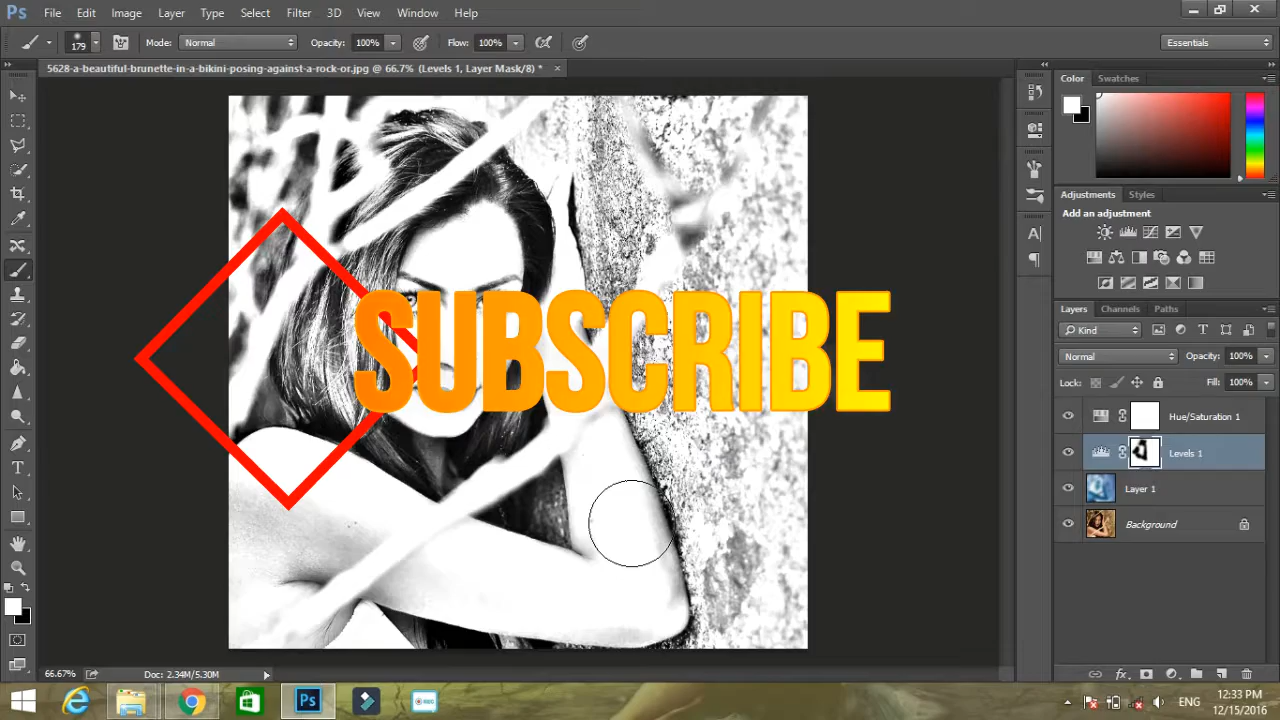 Ps File Edit Image Layer Type Select Filter 3D View Window Help
179 Mode: Normal Opacity: 100% Flow: 100% Essentials
5628-a-beautiful-brunette-in-a-bikini-posing-against-a-rock-or.jpg @ 66.7% (Levels 1, Layer Mask/8) * ×
Color Swatches
Adjustments Styles
Add an adjustment
SUBSCRIBE
Layers Channels Paths
Kind
Normal Opacity: 100%
Lock: Fill: 100%
Hue/Saturation 1
Levels 1
Layer 1
Background
66.67% Doc: 2.34M/5.30M
Ps ENG 12:33 PM
12/15/2016